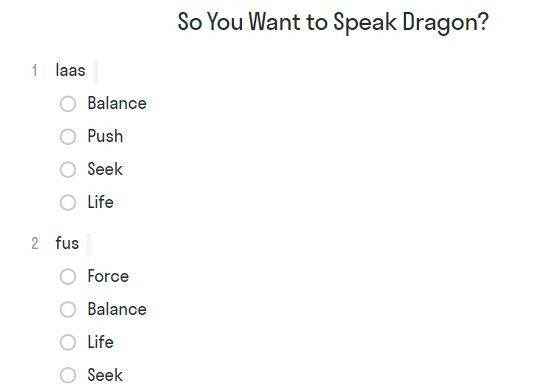 So You Want to Speak Dragon?
1 laas
Balance
Push
Seek
Life
2 fus
Force
Balance
Life
Seek